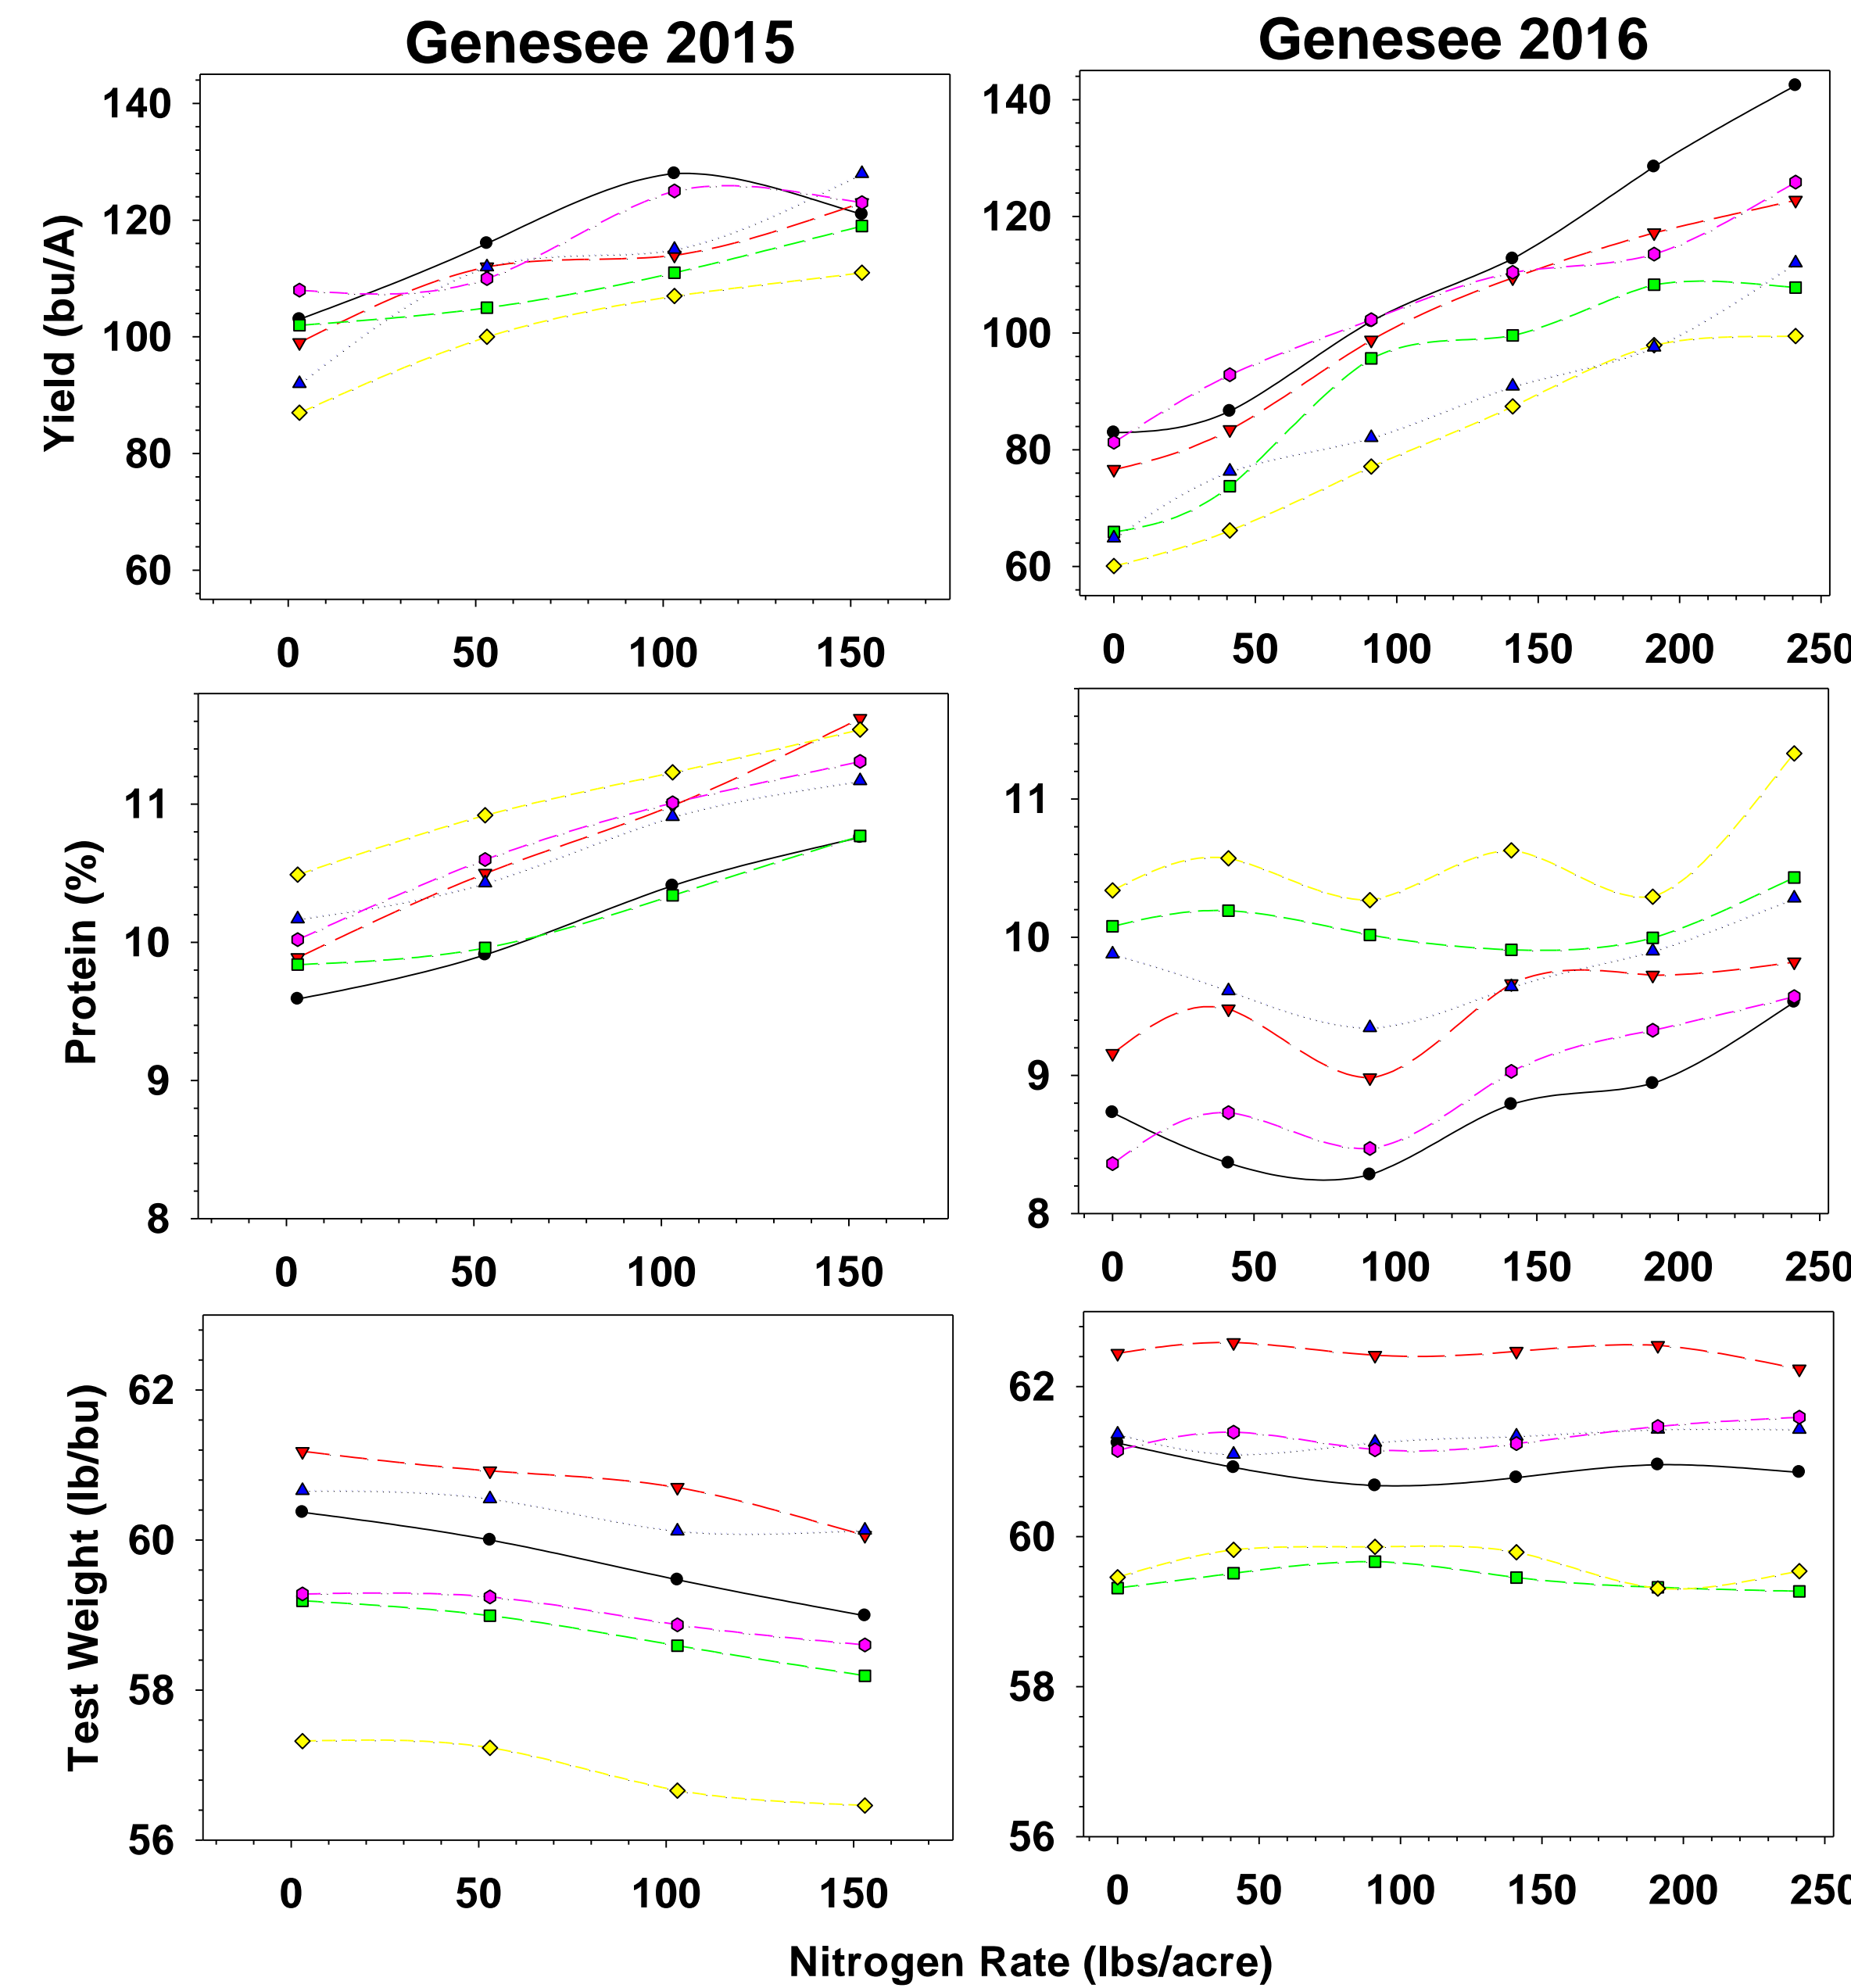 Genesee 2015 Genesee 2016
140 140
120 120
100 100
80 80
60 60
Yield (bu/A)
0 50 100 150 0 50 100 150 200 250
11 11
10 10
9 9
8 8
Protein (%)
0 50 100 150 0 50 100 150 200 250
62 62
60 60
58 58
56 56
Test Weight (lb/bu)
0 50 100 150 0 50 100 150 200 250
Nitrogen Rate (lbs/acre)